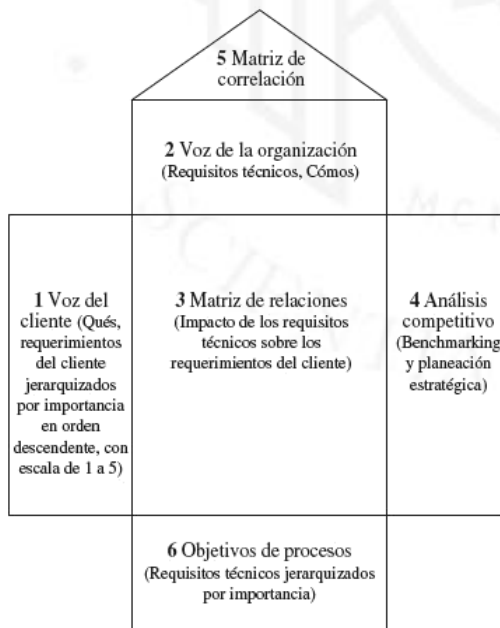 5 Matriz de
correlación
2 Voz de la organización
(Requisitos técnicos, Cómos)
1 Voz del
cliente (Qués,
requerimientos
del cliente
jerarquizados
por importancia
en orden
descendente, con
escala de 1 a 5)
3 Matriz de relaciones
(Impacto de los requisitos
técnicos sobre los
requerimientos del cliente)
4 Análisis
competitivo
(Benchmarking
y planeación
estratégica)
6 Objetivos de procesos
(Requisitos técnicos jerarquizados
por importancia)